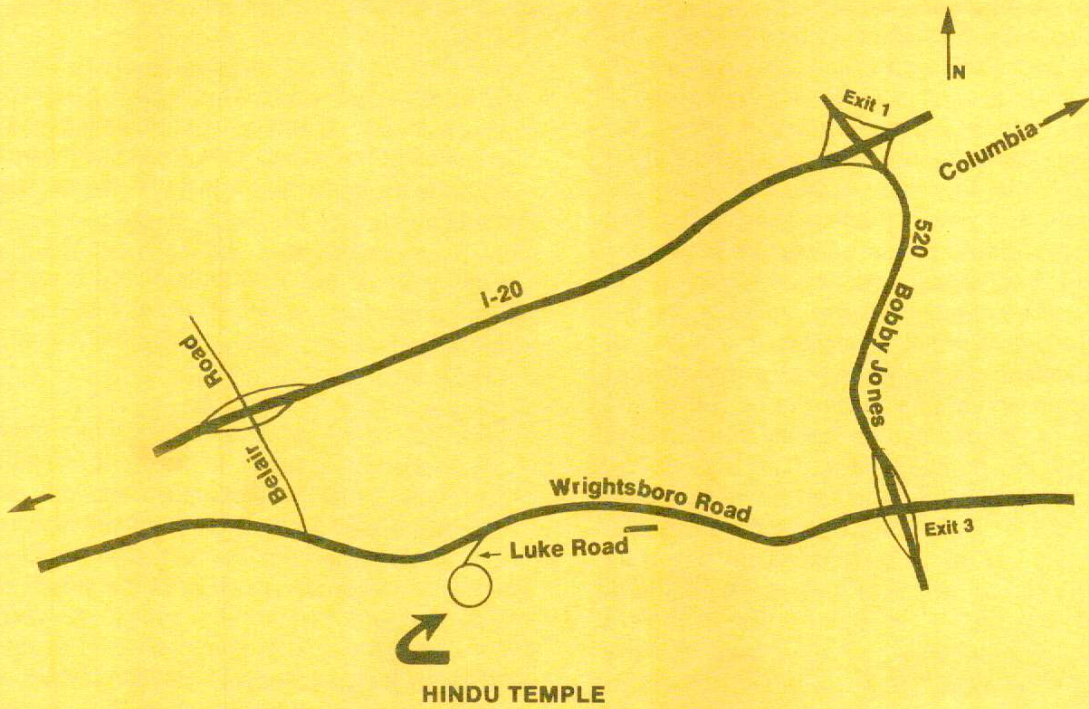 N
Exit 1
Columbia
520
Bobby Jones
I-20
Road
Belair
Wrightsboro Road
Exit 3
Luke Road
HINDU TEMPLE